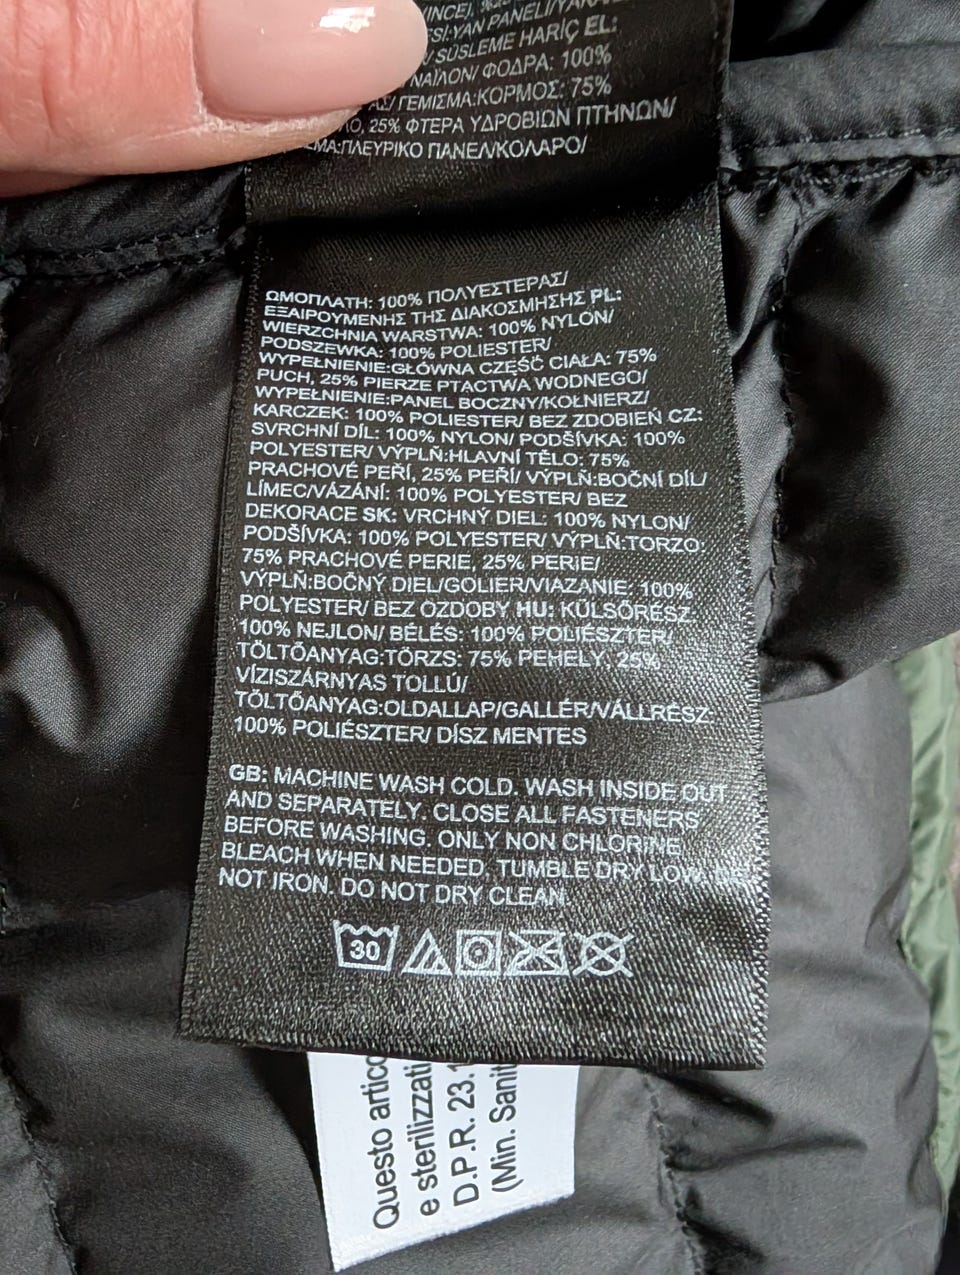 SÜSLEME HARİÇ EL:
ΦΟΔΡΑ: 100%
ΓΕΜΙΣΜΑ:ΚΟΡΜΟΣ: 75%
25% ΦΤΕΡΑ ΥΔΡΟΒΙΩΝ ΠΤΗΝΩΝ/
ΠΛΕΥΡΙΚΟ ΠΑΝΕΛ/ΚΟΛΑΡΟ/
ΩΜΟΠΛΑΤΗ: 100% ΠΟΛΥΕΣΤΕΡΑΣ/
ΕΞΑΙΡΟΥΜΕΝΗΣ ΤΗΣ ΔΙΑΚΟΣΜΗΣΗΣ PL:
WIERZCHNIA WARSTWA: 100% NYLON/
PODSZEWKA: 100% POLIESTER/
WYPEŁNIENIE:GŁÓWNA CZĘŚĆ CIAŁA: 75%
PUCH, 25% PIERZE PTACTWA WODNEGO/
WYPEŁNIENIE:PANEL BOCZNY/KOŁNIERZ/
KARCZEK: 100% POLIESTER/ BEZ ZDOBIEŃ CZ:
SVRCHNÍ DÍL: 100% NYLON/ PODŠÍVKA: 100%
POLYESTER/ VÝPLŇ:HLAVNÍ TĚLO: 75%
PRACHOVÉ PEŘÍ, 25% PEŘÍ/ VÝPLŇ:BOČNÍ DÍL/
LÍMEC/VÁZÁNÍ: 100% POLYESTER/ BEZ
DEKORACE SK: VRCHNÝ DIEL: 100% NYLON/
PODŠÍVKA: 100% POLYESTER/ VÝPLŇ:TORZO:
75% PRACHOVÉ PERIE, 25% PERIE/
VÝPLŇ:BOČNÝ DIEL/GOLIER/VIAZANIE: 100%
POLYESTER/ BEZ OZDOBY HU: KÜLSŐRÉSZ:
100% NEJLON/ BÉLÉS: 100% POLIÉSZTER/
TÖLTŐANYAG:TÖRZS: 75% PEHELY, 25%
VÍZISZÁRNYAS TOLLÚ/
TÖLTŐANYAG:OLDALLAP/GALLÉR/VÁLLRÉSZ:
100% POLIÉSZTER/ DÍSZ MENTES
GB: MACHINE WASH COLD. WASH INSIDE OUT
AND SEPARATELY. CLOSE ALL FASTENERS
BEFORE WASHING. ONLY NON CHLORINE
BLEACH WHEN NEEDED. TUMBLE DRY LOW. DO
NOT IRON. DO NOT DRY CLEAN.
30
Questo
e
D.P.R. 23.
(Min.